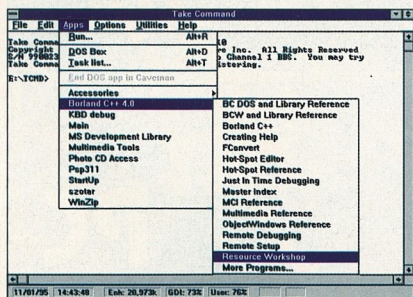 Take Command
File Edit Apps Options Utilities Help
Take Comma
Copyright re Inc. All Rights Reserved
S/N Channel 1 BBS. You may try
Take Comma istering.
E:\TCMD>
Run... Alt+R
DOS Box Alt+D
Task list... Alt+T
End DOS app in Caveman
Accessories
Borland C++ 4.0
KBD debug
Main
MS Development Library
Multimedia Tools
Photo CD Access
Psp311
StartUp
szotar
WinZip
BC DOS and Library Reference
BCW and Library Reference
Borland C++
Creating Help
FConvert
Hot-Spot Editor
Hot-Spot Reference
Just In Time Debugging
Master Index
MCI Reference
Multimedia Reference
ObjectWindows Reference
Remote Debugging
Remote Setup
Resource Workshop
More Programs...
11/01/95 14:43:48 Enh: 20,973k GDI: 73% User: 76%